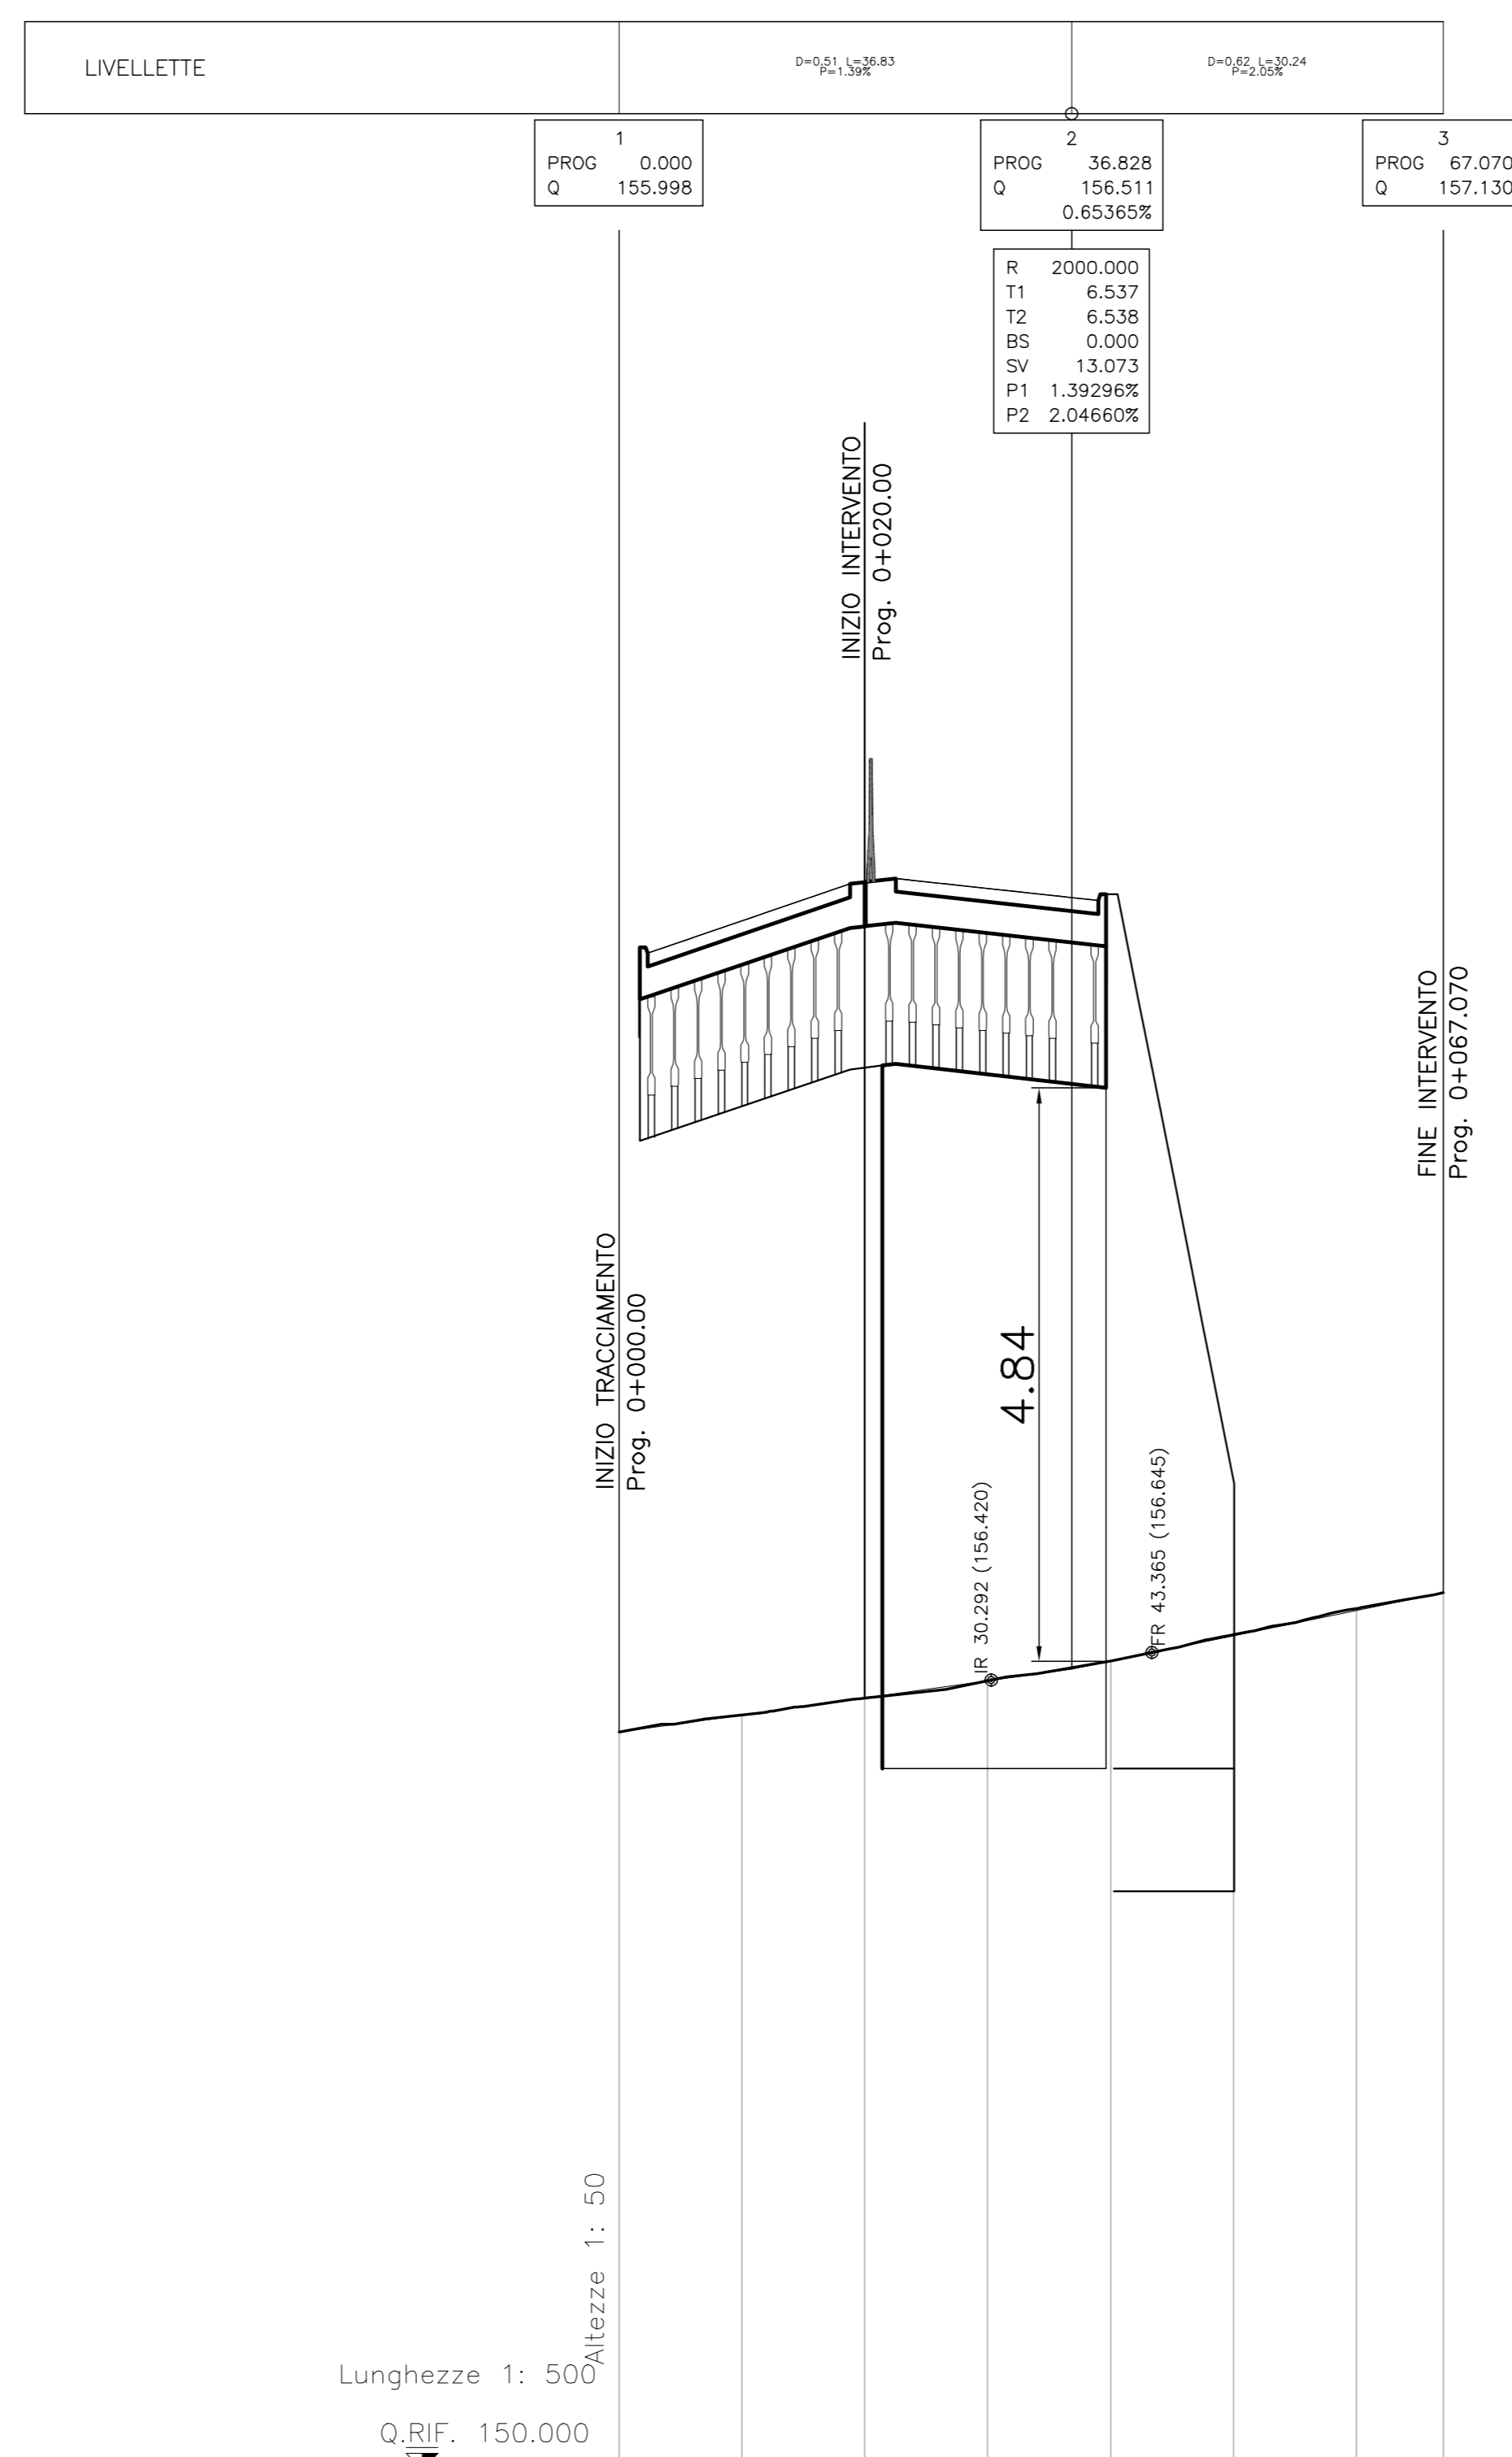 LIVELLETTE
D=0.51 L=36.83
P=1.39%
D=0.62 L=30.24
P=2.05%
1
PROG 0.000
Q 155.998
2
PROG 36.828
Q 156.511
0.65365%
3
PROG 67.070
Q 157.130
R 2000.000
T1 6.537
T2 6.538
BS 0.000
SV 13.073
P1 1.39296%
P2 2.04660%
INIZIO INTERVENTO
Prog. 0+020.00
FINE INTERVENTO
Prog. 0+067.070
INIZIO TRACCIAMENTO
Prog. 0+000.00
4.84
IR 30.292 (156.420)
FR 43.365 (156.645)
Altezze 1: 50
Lunghezze 1: 500
Q.RIF. 150.000